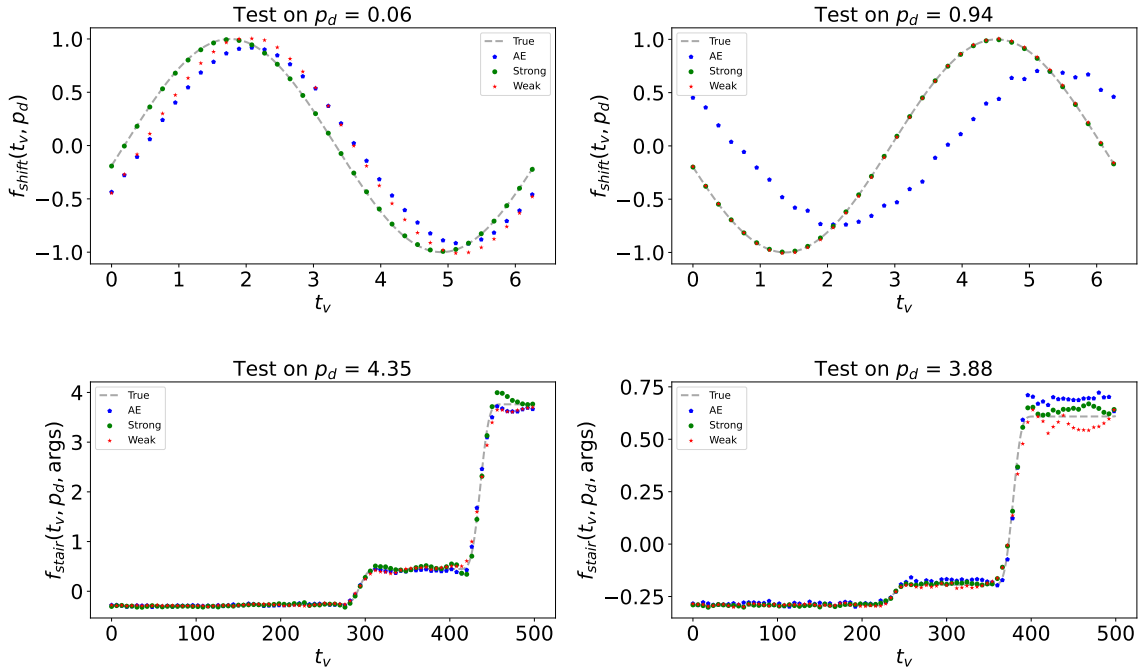 Test on p_d = 0.06
f_shift(t_v, p_d)
1.0
0.5
0.0
−0.5
−1.0
True
AE
Strong
Weak
0 1 2 3 4 5 6
t_v
Test on p_d = 0.94
f_shift(t_v, p_d)
1.0
0.5
0.0
−0.5
−1.0
True
AE
Strong
Weak
0 1 2 3 4 5 6
t_v
Test on p_d = 4.35
f_stair(t_v, p_d, args)
4
3
2
1
0
True
AE
Strong
Weak
0 100 200 300 400 500
t_v
Test on p_d = 3.88
f_stair(t_v, p_d, args)
0.75
0.50
0.25
0.00
−0.25
True
AE
Strong
Weak
0 100 200 300 400 500
t_v